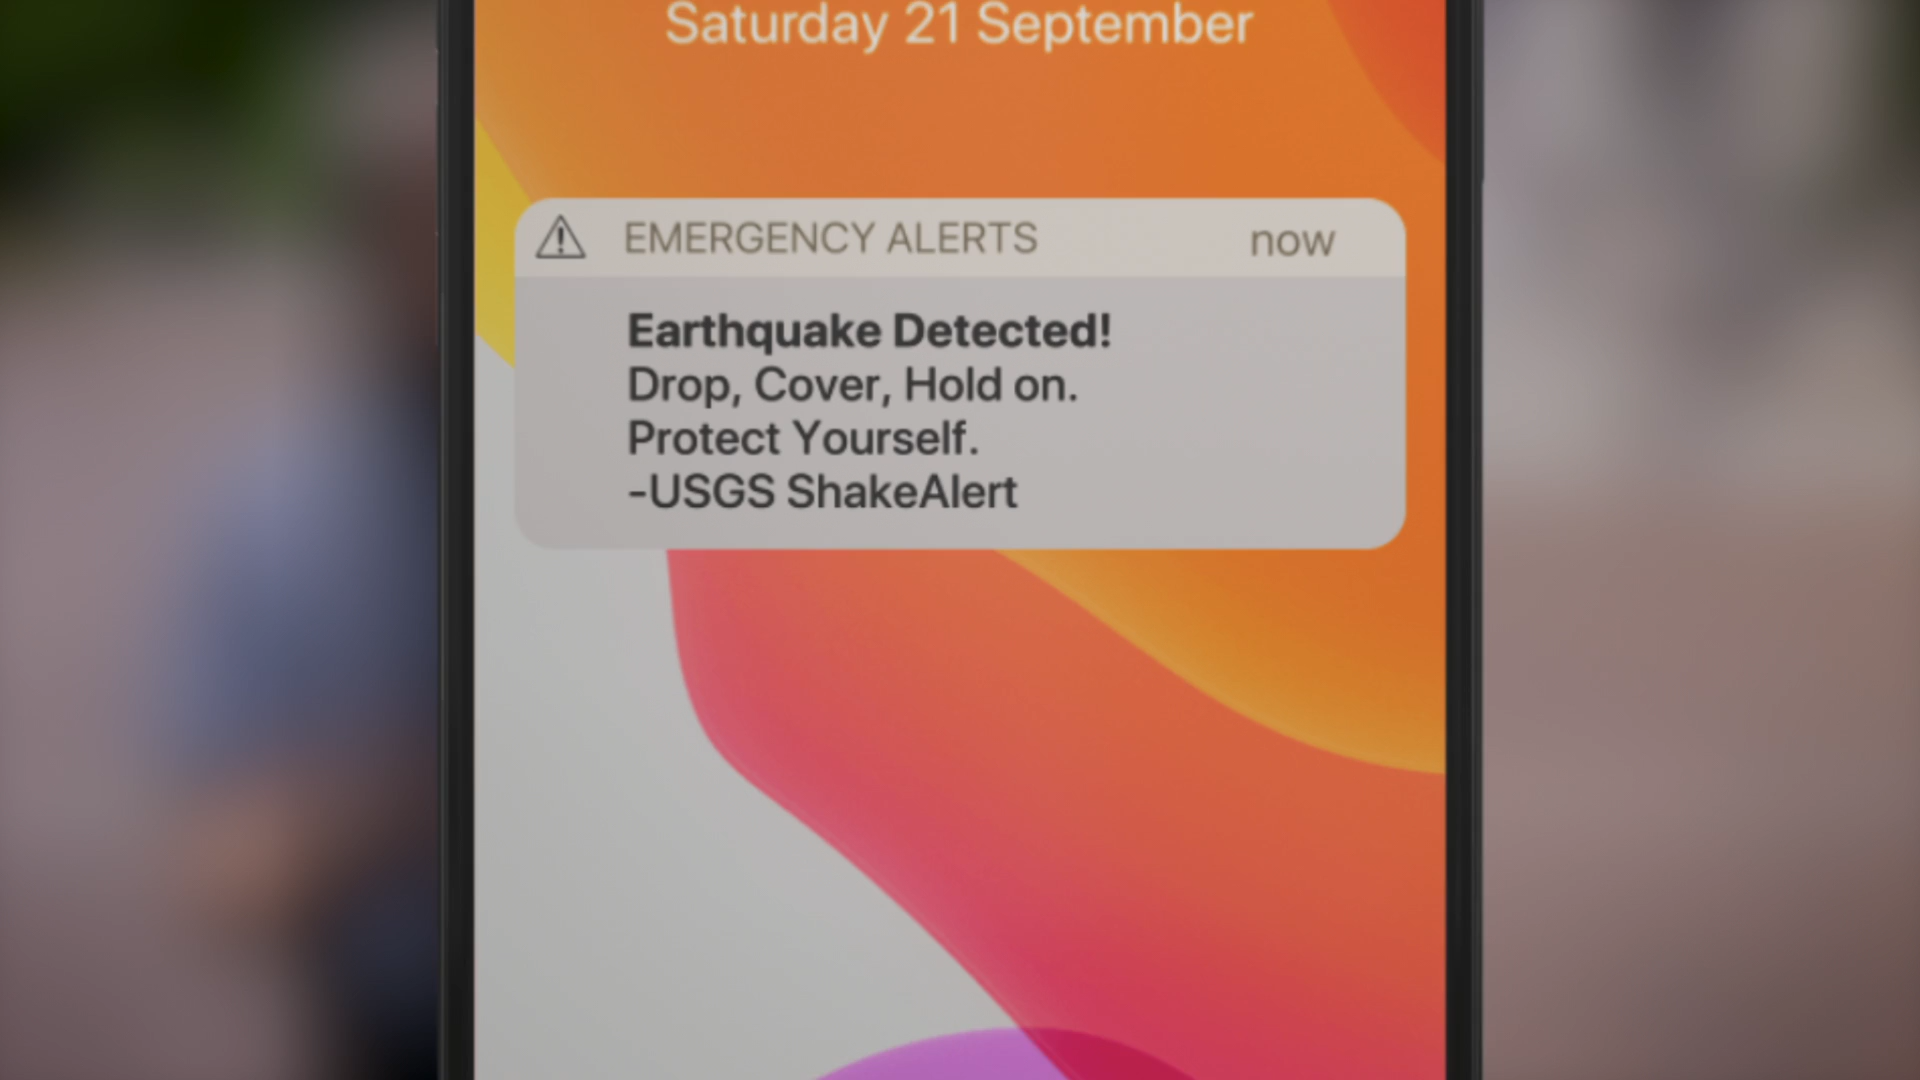 Saturday 21 September
EMERGENCY ALERTS
now
Earthquake Detected!
Drop, Cover, Hold on.
Protect Yourself.
-USGS ShakeAlert